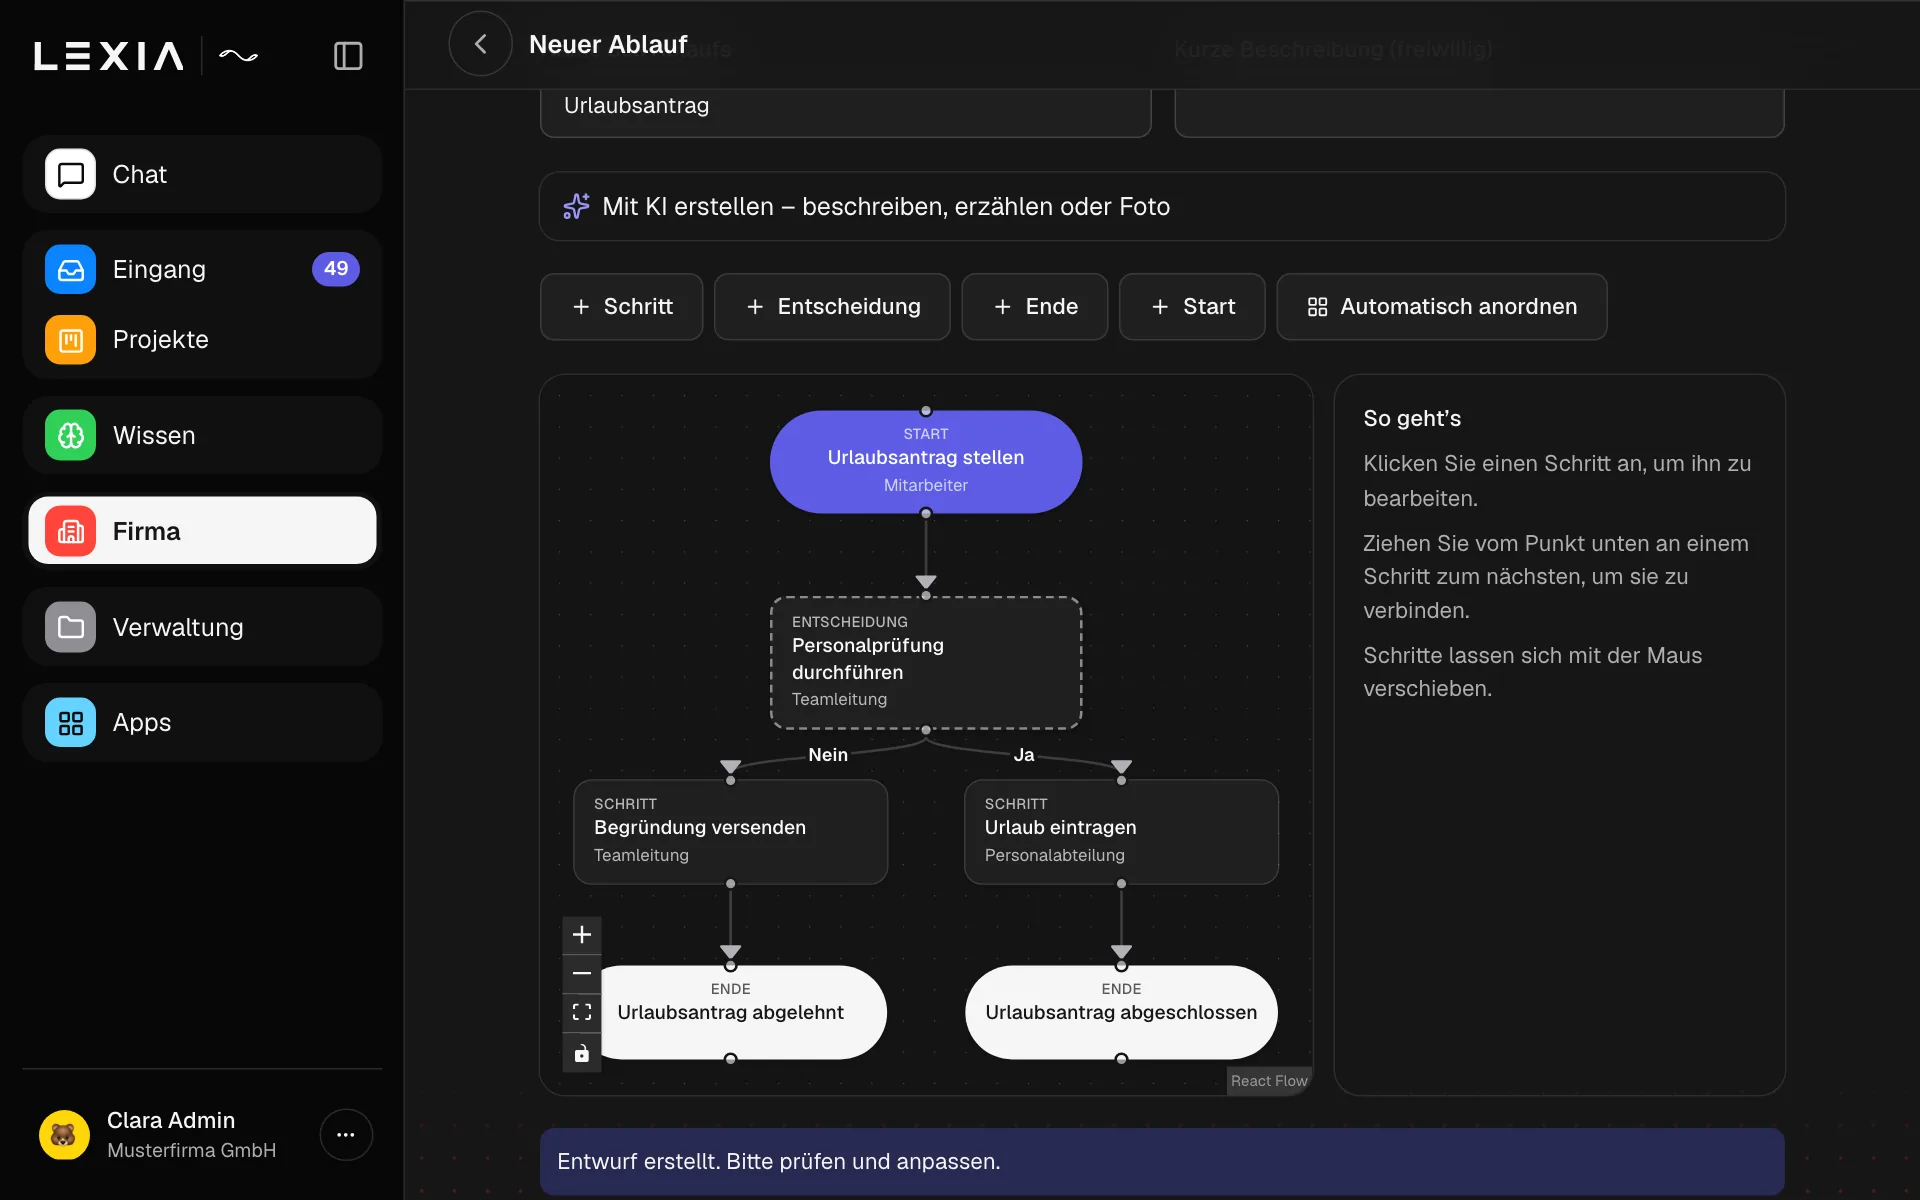 LEXIA
Neuer Ablauf
Kurze Beschreibung (freiwillig)
Urlaubsantrag
Chat
Eingang
49
Projekte
Wissen
Firma
Verwaltung
Apps
Mit KI erstellen – beschreiben, erzählen oder Foto
Schritt
Entscheidung
Ende
Start
Automatisch anordnen
START
Urlaubsantrag stellen
Mitarbeiter
ENTSCHEIDUNG
Personalprüfung
durchführen
Teamleitung
Nein
Ja
SCHRITT
Begründung versenden
Teamleitung
SCHRITT
Urlaub eintragen
Personalabteilung
ENDE
Urlaubsantrag abgelehnt
ENDE
Urlaubsantrag abgeschlossen
React Flow
So geht’s
Klicken Sie einen Schritt an, um ihn zu
bearbeiten.
Ziehen Sie vom Punkt unten an einem
Schritt zum nächsten, um sie zu
verbinden.
Schritte lassen sich mit der Maus
verschieben.
Entwurf erstellt. Bitte prüfen und anpassen.
Clara Admin
Musterfirma GmbH